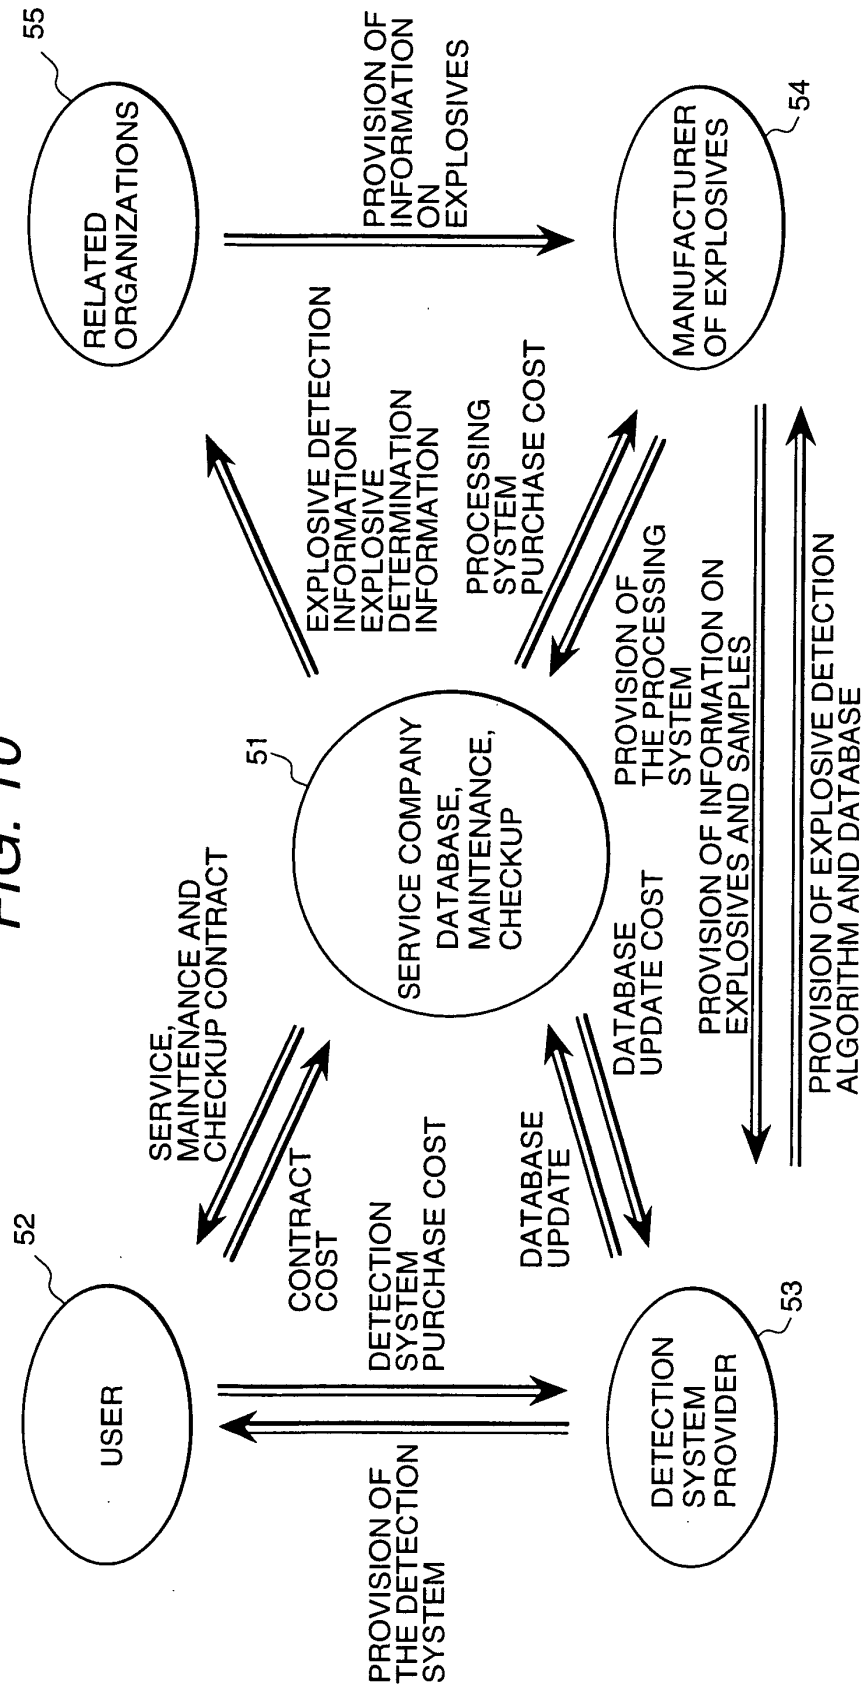 FIG. 10
52
USER
51
SERVICE COMPANY
DATABASE,
MAINTENANCE,
CHECKUP
55
RELATED
ORGANIZATIONS
SERVICE,
MAINTENANCE AND
CHECKUP CONTRACT
CONTRACT
COST
EXPLOSIVE DETECTION
INFORMATION
EXPLOSIVE
DETERMINATION
INFORMATION
PROVISION OF
THE DETECTION
SYSTEM
DETECTION
SYSTEM
PURCHASE COST
PROVISION OF
INFORMATION
ON
EXPLOSIVES
DATABASE
UPDATE
DATABASE
UPDATE COST
PROCESSING
SYSTEM
PURCHASE COST
PROVISION OF
THE PROCESSING
SYSTEM
DETECTION
SYSTEM
PROVIDER
53
MANUFACTURER
OF EXPLOSIVES
54
PROVISION OF INFORMATION ON
EXPLOSIVES AND SAMPLES
PROVISION OF EXPLOSIVE DETECTION
ALGORITHM AND DATABASE